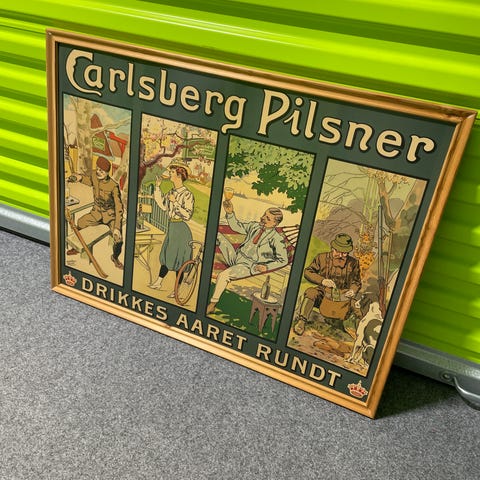 Carlsberg Pilsner
DRIKKES AARET RUNDT